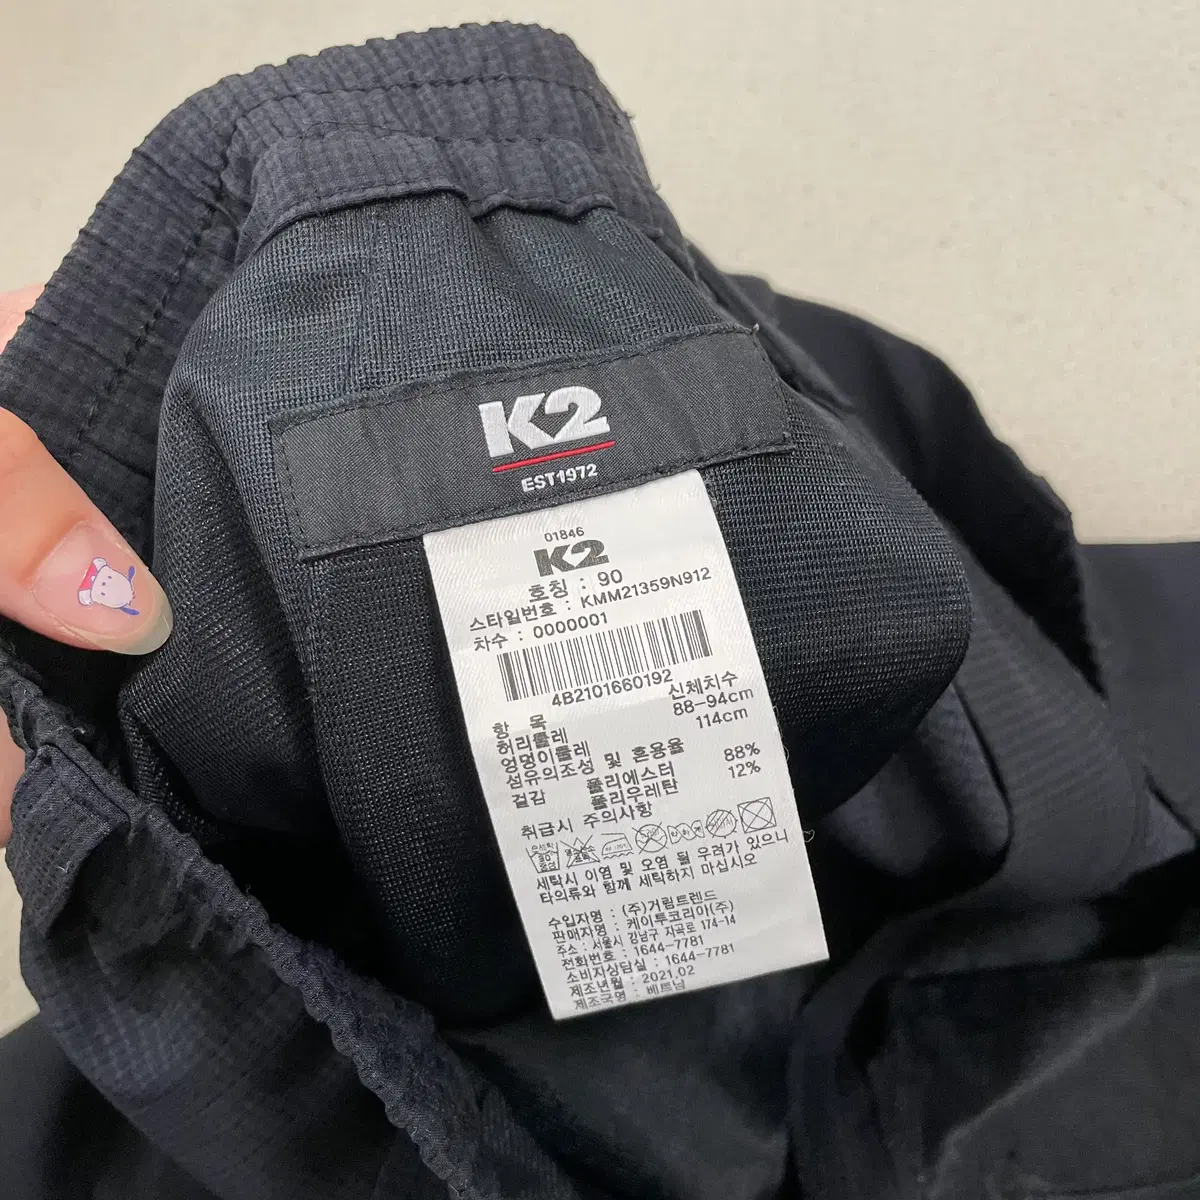 K2
EST1972
01846
K2
호칭 : 90
스타일번호 : KMM21359N912
차수 : 0000001
4B2101660192
항 목 신체치수
허리둘레 88-94cm
엉덩이둘레 114cm
섬유의조성 및 혼용율
겉감 폴리에스터 88%
폴리우레탄 12%
취급시 주의사항
세탁시 이염 및 오염 될 우려가 있으니
타의류와 함께 세탁하지 마십시오
수입자명 : (주)거림트렌드
판매자명 : 케이투코리아(주)
주소 : 서울시 강남구 자곡로 174-14
전화번호 : 1644-7781
소비자상담실 : 1644-7781
제조년월 : 2021.02
제조국명 : 베트남